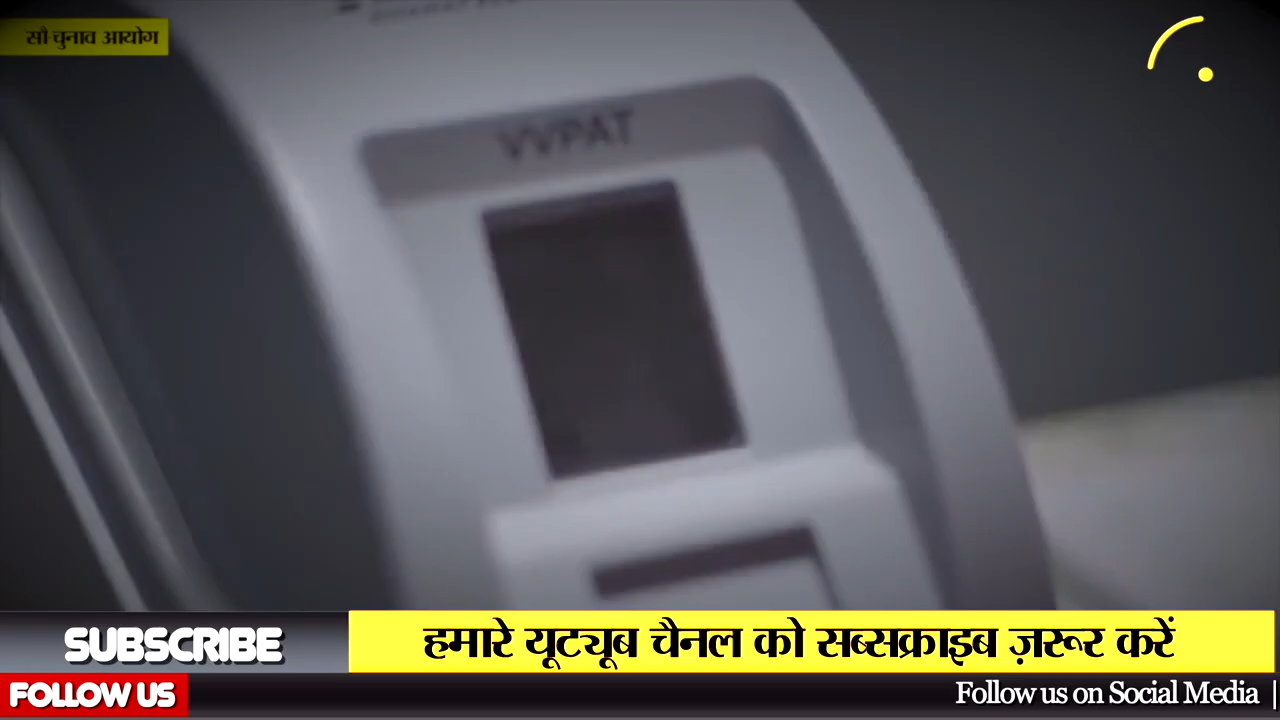 सौ चुनाव आयोग
VVPAT
SUBSCRIBE
हमारे यूट्यूब चैनल को सब्सक्राइब ज़रूर करें
FOLLOW US
Follow us on Social Media |